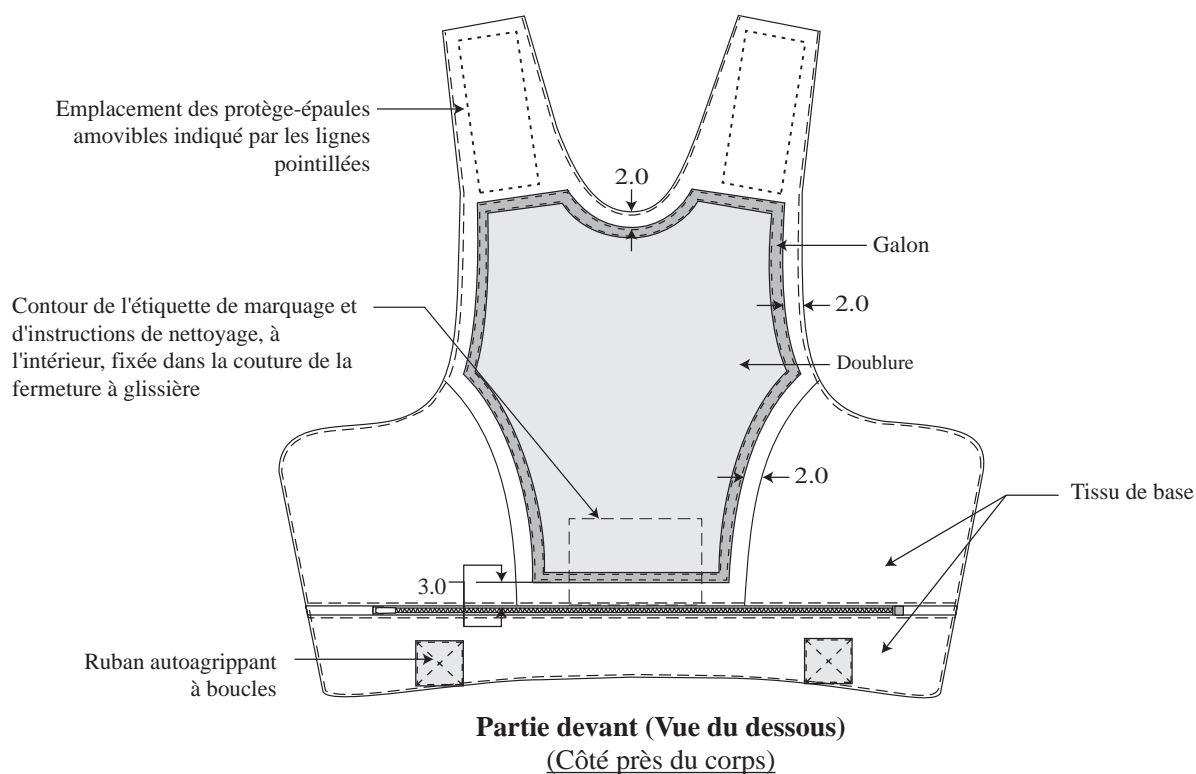 Emplacement des protège-épaules
amovibles indiqué par les lignes
pointillées
2.0
Galon
2.0
Contour de l'étiquette de marquage et
d'instructions de nettoyage, à
l'intérieur, fixée dans la couture de la
fermeture à glissière
Doublure
2.0
Tissu de base
3.0
Ruban autoagrippant
à boucles
Partie devant (Vue du dessous)
(Côté près du corps)